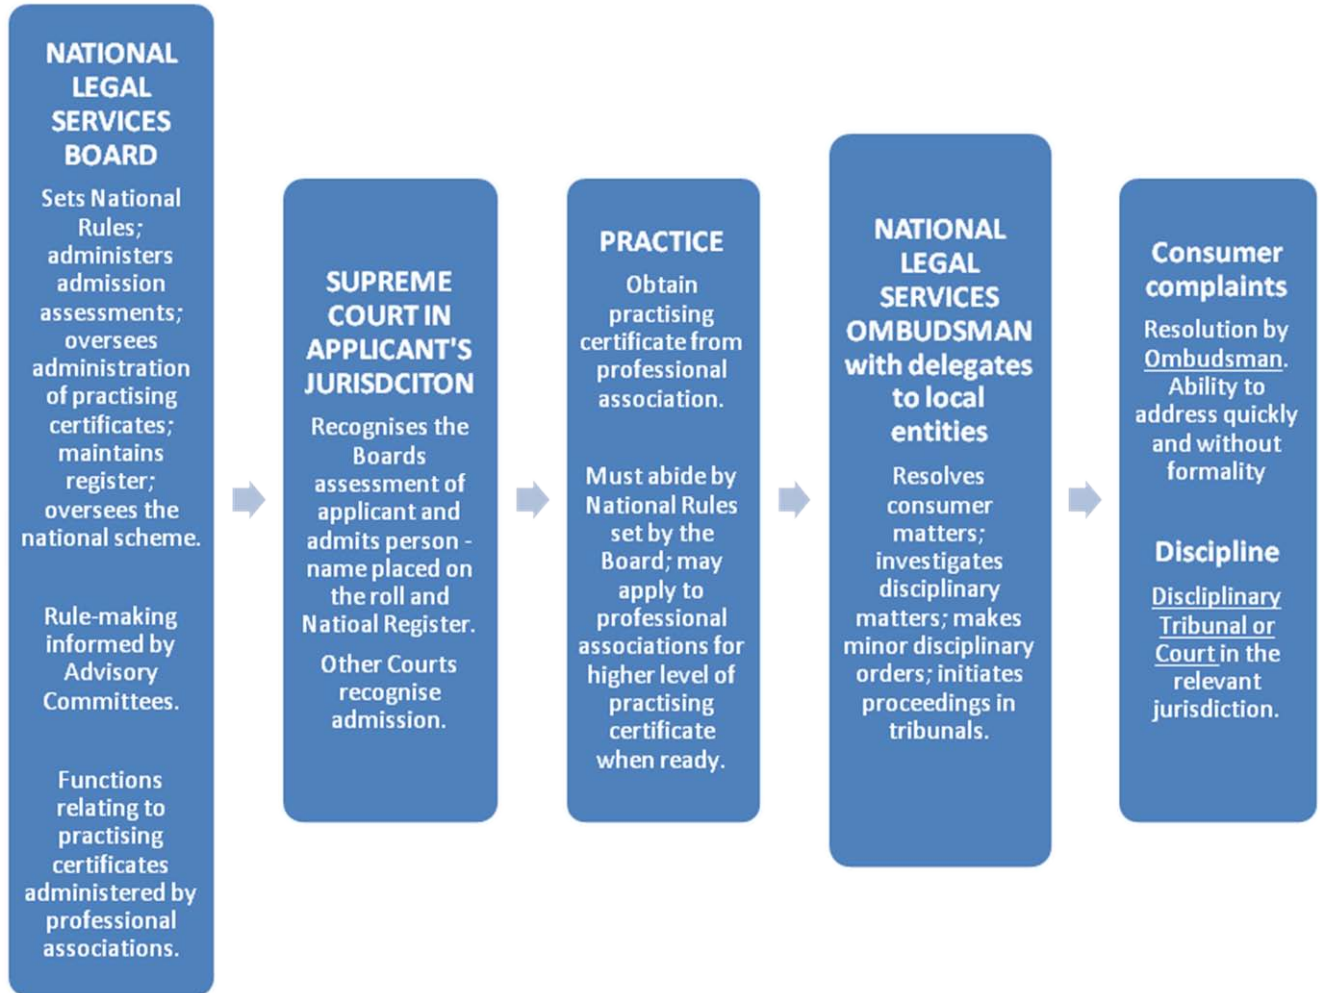 NATIONAL
LEGAL
SERVICES
BOARD
Sets National
Rules;
administers
admission
assessments;
oversees
administration
of practising
certificates;
maintains
register;
oversees the
national scheme.
Rule-making
informed by
Advisory
Committees.
Functions
relating to
practising
certificates
administered by
professional
associations.
SUPREME
COURT IN
APPLICANT'S
JURISDCITON
Recognises the
Boards
assessment of
applicant and
admits person -
name placed on
the roll and
Natioal Register.
Other Courts
recognise
admission.
PRACTICE
Obtain
practising
certificate from
professional
association.
Must abide by
National Rules
set by the
Board; may
apply to
professional
associations for
higher level of
practising
certificate
when ready.
NATIONAL
LEGAL
SERVICES
OMBUDSMAN
with delegates
to local
entities
Resolves
consumer
matters;
investigates
disciplinary
matters; makes
minor disciplinary
orders; initiates
proceedings in
tribunals.
Consumer
complaints
Resolution by
Ombudsman.
Ability to
address quickly
and without
formality
Discipline
Discliplinary
Tribunal or
Court in the
relevant
jurisdiction.